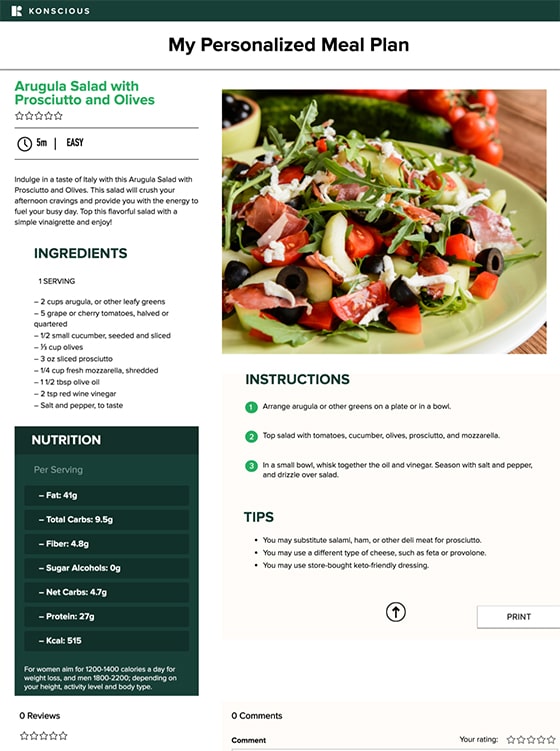 KONSCIOUS
My Personalized Meal Plan
Arugula Salad with
Prosciutto and Olives
5m | EASY
Indulge in a taste of Italy with this Arugula Salad with
Prosciutto and Olives. This salad will crush your
afternoon cravings and provide you with the energy to
fuel your busy day. Top this flavorful salad with a
simple vinaigrette and enjoy!
INGREDIENTS
1 SERVING
– 2 cups arugula, or other leafy greens
– 5 grape or cherry tomatoes, halved or
quartered
– 1/2 small cucumber, seeded and sliced
– ⅓ cup olives
– 3 oz sliced prosciutto
– 1/4 cup fresh mozzarella, shredded
– 1 1/2 tbsp olive oil
– 2 tsp red wine vinegar
– Salt and pepper, to taste
NUTRITION
Per Serving
– Fat: 41g
– Total Carbs: 9.5g
– Fiber: 4.8g
– Sugar Alcohols: 0g
– Net Carbs: 4.7g
– Protein: 27g
– Kcal: 515
For women aim for 1200-1400 calories a day for
weight loss, and men 1800-2200; depending on
your height, activity level and body type.
0 Reviews
INSTRUCTIONS
1 Arrange arugula or other greens on a plate or in a bowl.
2 Top salad with tomatoes, cucumber, olives, prosciutto, and mozzarella.
3 In a small bowl, whisk together the oil and vinegar. Season with salt and pepper,
and drizzle over salad.
TIPS
• You may substitute salami, ham, or other deli meat for prosciutto.
• You may use a different type of cheese, such as feta or provolone.
• You may use store-bought keto-friendly dressing.
PRINT
0 Comments
Comment
Your rating: